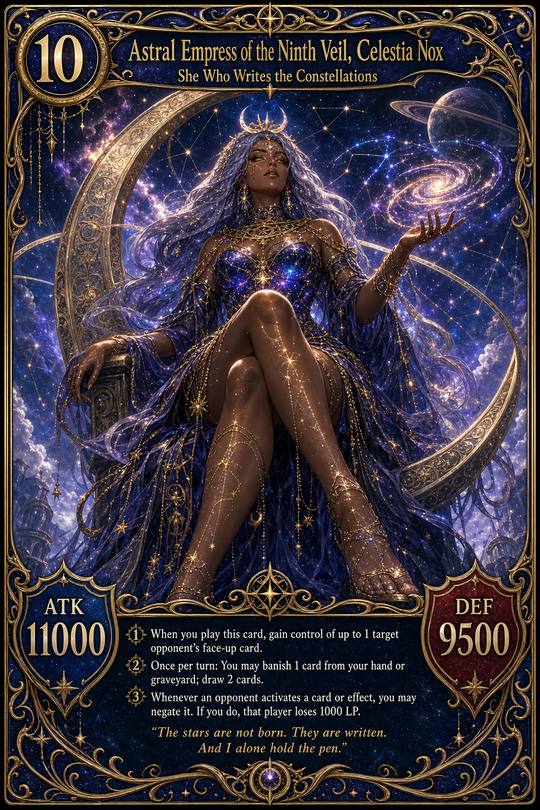 10
Astral Empress of the Ninth Veil, Celestia Nox
She Who Writes the Constellations
ATK
11000
DEF
9500
1 When you play this card, gain control of up to 1 target
opponent's face-up card.
2 Once per turn: You may banish 1 card from your hand or
graveyard; draw 2 cards.
3 Whenever an opponent activates a card or effect, you may
negate it. If you do, that player loses 1000 LP.
"The stars are not born. They are written.
And I alone hold the pen."